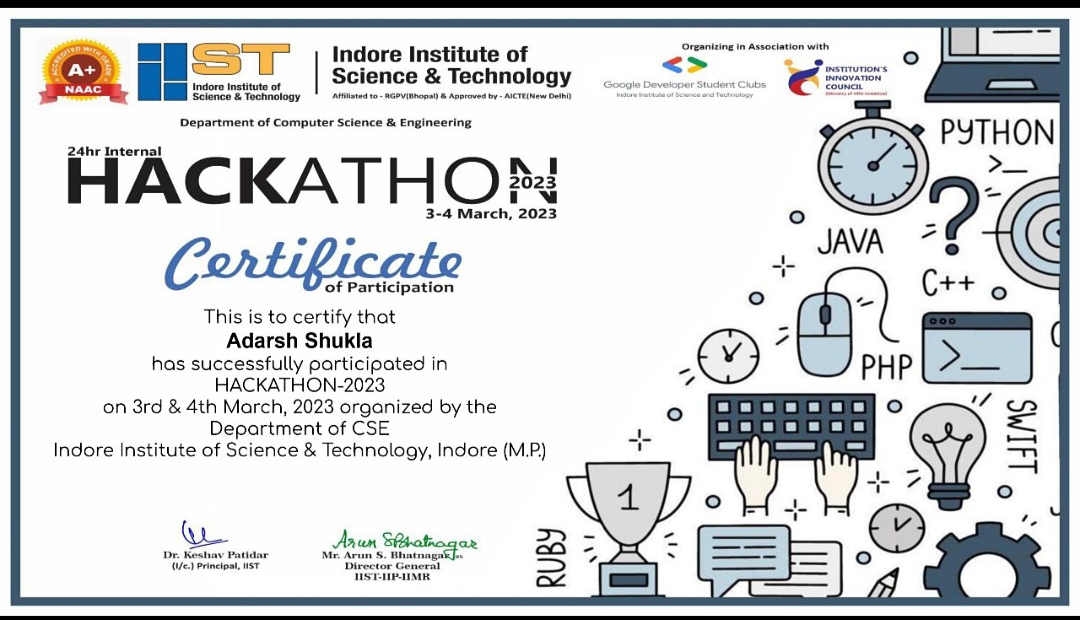 ACCREDITED WITH GRADE
A+
NAAC
IIST
Indore Institute of
Science & Technology
Indore Institute of
Science & Technology
Affiliated to - RGPV(Bhopal) & Approved by - AICTE(New Delhi)
Organizing in Association with
Google Developer Student Clubs
Indore Institute of Science and Technology
INSTITUTION'S
INNOVATION
COUNCIL
(Ministry of HRD Initiative)
Department of Computer Science & Engineering
24hr Internal
HACKATHON
2023
3-4 March, 2023
Certificate
of Participation
This is to certify that
Adarsh Shukla
has successfully participated in
HACKATHON-2023
on 3rd & 4th March, 2023 organized by the
Department of CSE
Indore Institute of Science & Technology, Indore (M.P.)
Arun SBhatnagar
Dr. Keshav Patidar
(I/c.) Principal, IIST
Mr. Arun S. Bhatnagar
Director General
IIST-IIP-IIMR
PYTHON
>_
JAVA
C++
PHP
>_
SWIFT
1
RUBY